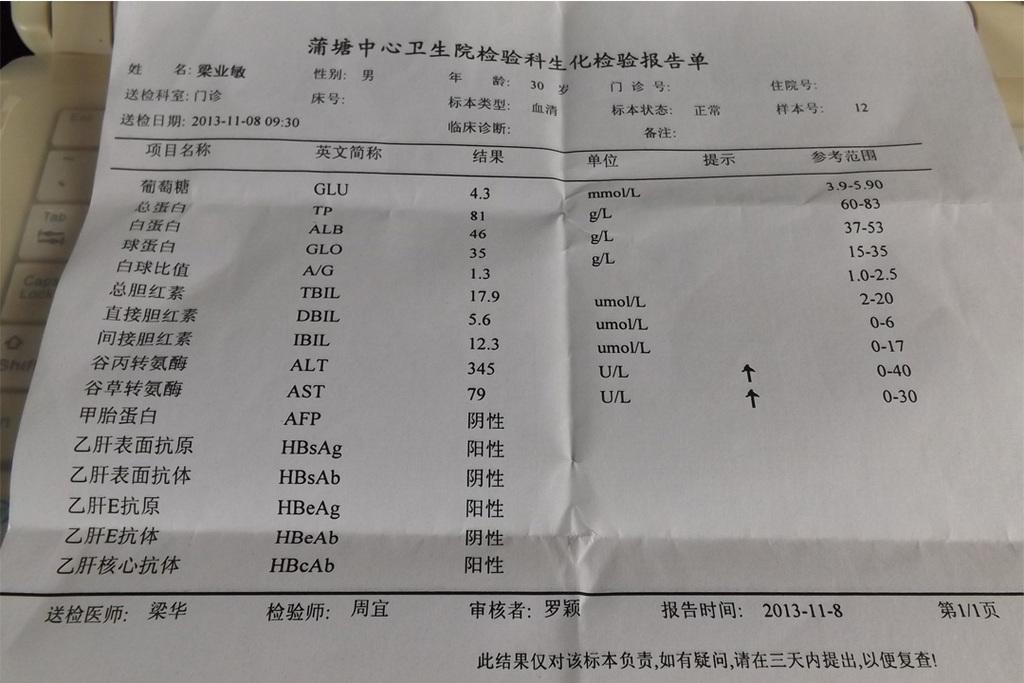 蒲塘中心卫生院检验科生化检验报告单
姓 名: 梁业敏 性别: 男 年 龄: 30 岁 门 诊 号: 住院号:
送检科室: 门诊 床号: 标本类型: 血清 标本状态: 正常 样本号: 12
送检日期: 2013-11-08 09:30 临床诊断: 备注:
项目名称 英文简称 结果 单位 提示 参考范围
葡萄糖 GLU 4.3 mmol/L 3.9-5.90
总蛋白 TP 81 g/L 60-83
白蛋白 ALB 46 g/L 37-53
球蛋白 GLO 35 g/L 15-35
白球比值 A/G 1.3 1.0-2.5
总胆红素 TBIL 17.9 umol/L 2-20
直接胆红素 DBIL 5.6 umol/L 0-6
间接胆红素 IBIL 12.3 umol/L 0-17
谷丙转氨酶 ALT 345 U/L ↑ 0-40
谷草转氨酶 AST 79 U/L ↑ 0-30
甲胎蛋白 AFP 阴性
乙肝表面抗原 HBsAg 阳性
乙肝表面抗体 HBsAb 阴性
乙肝E抗原 HBeAg 阳性
乙肝E抗体 HBeAb 阴性
乙肝核心抗体 HBcAb 阳性
送检医师: 梁华 检验师: 周宜 审核者: 罗颖 报告时间: 2013-11-8 第1/1页
此结果仅对该标本负责,如有疑问,请在三天内提出,以便复查!
Tab
Caps
Lock
Shift